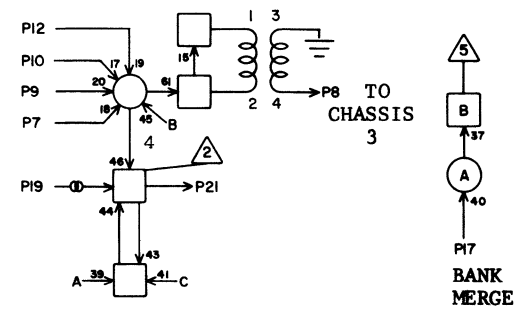 P12
P10
P9
P7
17
19
20
18
45
B
61
15
1
3
2
4
P8
TO
CHASSIS
3
4
46
2
P19
P21
44
43
A
39
41
C
5
B
37
A
40
P17
BANK
MERGE